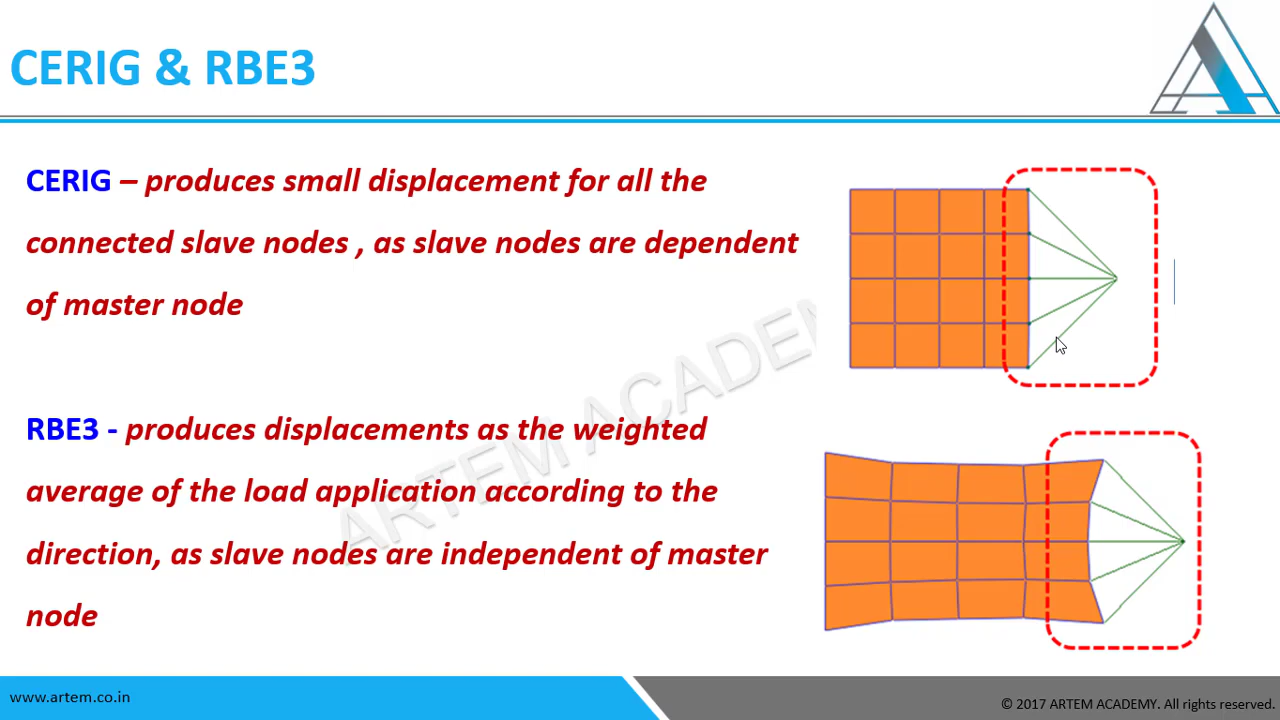 CERIG & RBE3
CERIG – produces small displacement for all the
connected slave nodes , as slave nodes are dependent
of master node
RBE3 - produces displacements as the weighted
average of the load application according to the
direction, as slave nodes are independent of master
node
ARTEM ACADEM
www.artem.co.in
© 2017 ARTEM ACADEMY. All rights reserved.